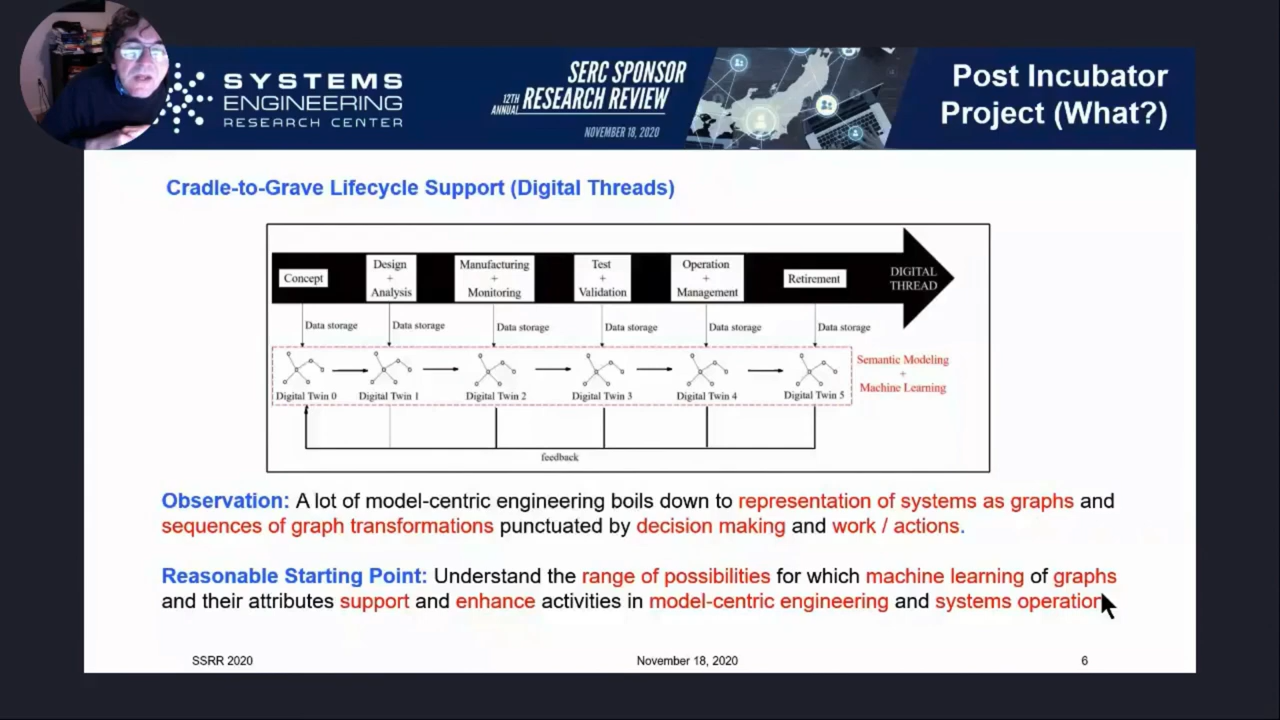 SYSTEMS
ENGINEERING
RESEARCH CENTER
SERC SPONSOR
12TH ANNUAL RESEARCH REVIEW
NOVEMBER 18, 2020
Post Incubator
Project (What?)
Cradle-to-Grave Lifecycle Support (Digital Threads)
Concept
Design
+
Analysis
Manufacturing
+
Monitoring
Test
+
Validation
Operation
+
Management
Retirement
DIGITAL
THREAD
Data storage
Data storage
Data storage
Data storage
Data storage
Data storage
Digital Twin 0
Digital Twin 1
Digital Twin 2
Digital Twin 3
Digital Twin 4
Digital Twin 5
Semantic Modeling
+
Machine Learning
feedback
Observation: A lot of model-centric engineering boils down to representation of systems as graphs and
sequences of graph transformations punctuated by decision making and work / actions.
Reasonable Starting Point: Understand the range of possibilities for which machine learning of graphs
and their attributes support and enhance activities in model-centric engineering and systems operation
SSRR 2020
November 18, 2020
6